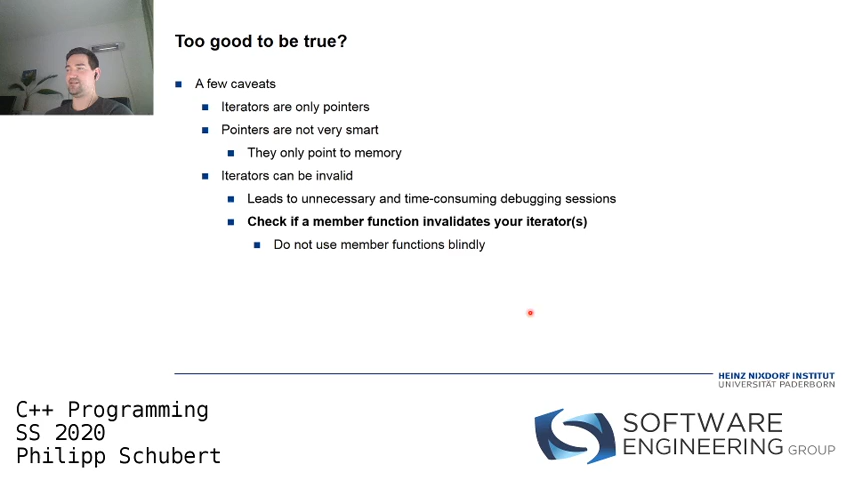 Too good to be true?
A few caveats
Iterators are only pointers
Pointers are not very smart
They only point to memory
Iterators can be invalid
Leads to unnecessary and time-consuming debugging sessions
Check if a member function invalidates your iterator(s)
Do not use member functions blindly
HEINZ NIXDORF INSTITUT
UNIVERSITÄT PADERBORN
C++ Programming
SS 2020
Philipp Schubert
SOFTWARE
ENGINEERING GROUP